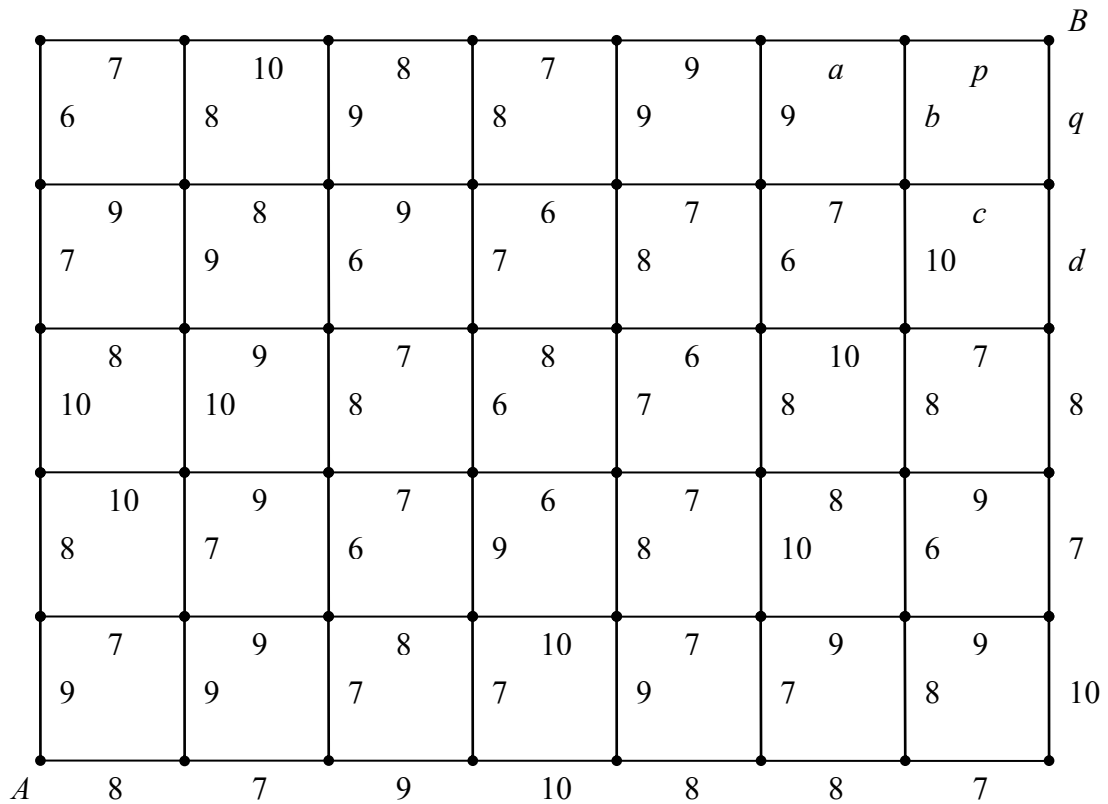 B
7 10 8 7 9 a p
6 8 9 8 9 9 b q
9 8 9 6 7 7 c
7 9 6 7 8 6 10 d
8 9 7 8 6 10 7
10 10 8 6 7 8 8 8
10 9 7 6 7 8 9
8 7 6 9 8 10 6 7
7 9 8 10 7 9 9
9 9 7 7 9 7 8 10
A 8 7 9 10 8 8 7